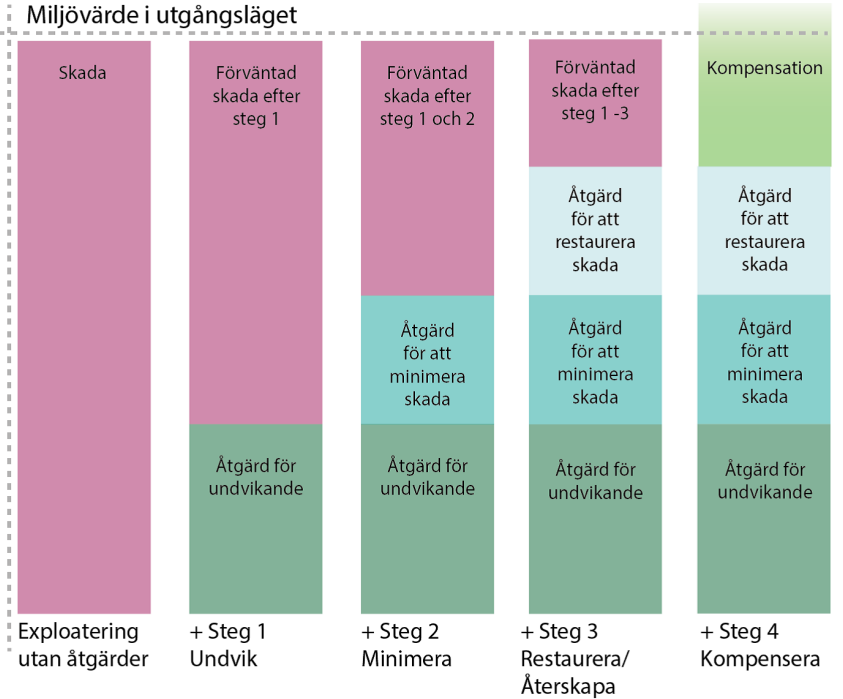 Miljövärde i utgångsläget
Skada
Förväntad
skada efter
steg 1
Förväntad
skada efter
steg 1 och 2
Förväntad
skada efter
steg 1 -3
Kompensation
Åtgärd
för att
restaurera
skada
Åtgärd
för att
restaurera
skada
Åtgärd
för att
minimera
skada
Åtgärd
för att
minimera
skada
Åtgärd
för att
minimera
skada
Åtgärd för
undvikande
Åtgärd för
undvikande
Åtgärd för
undvikande
Åtgärd för
undvikande
Exploatering
utan åtgärder
+ Steg 1
Undvik
+ Steg 2
Minimera
+ Steg 3
Restaurera/
Återskapa
+ Steg 4
Kompensera